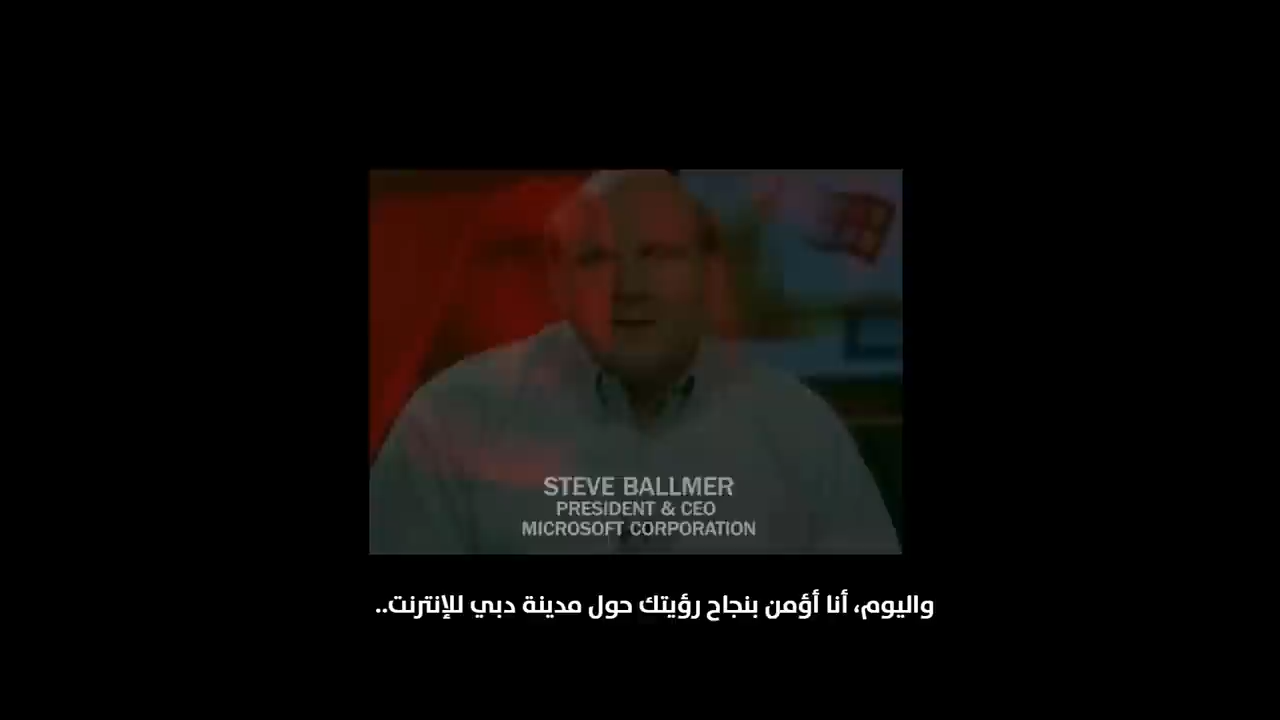 STEVE BALLMER
PRESIDENT & CEO
MICROSOFT CORPORATION
واليوم، أنا أؤمن بنجاح رؤيتك حول مدينة دبي للإنترنت..